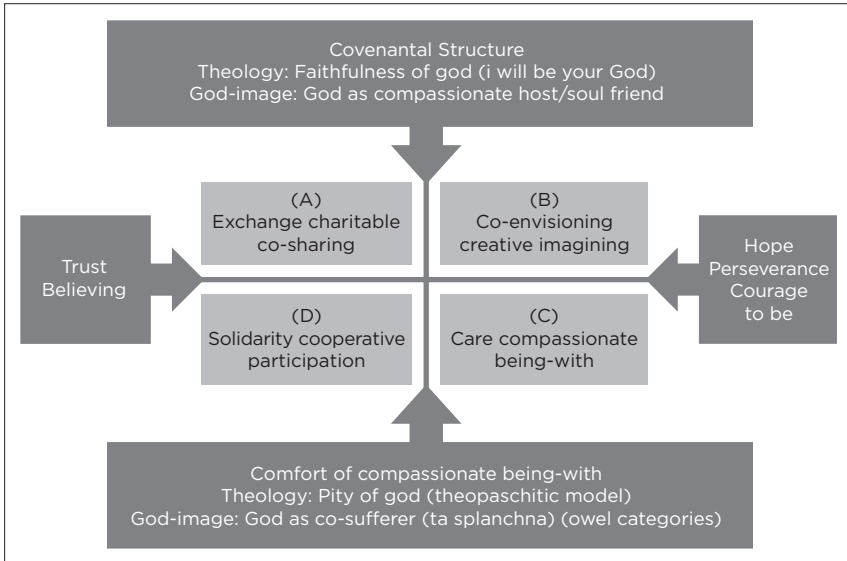 Covenantal Structure
Theology: Faithfulness of god (i will be your God)
God-image: God as compassionate host/soul friend
(A)
Exchange charitable
co-sharing
(B)
Co-envisioning
creative imagining
Trust
Believing
Hope
Perseverance
Courage
to be
(D)
Solidarity cooperative
participation
(C)
Care compassionate
being-with
Comfort of compassionate being-with
Theology: Pity of god (theopaschitic model)
God-image: God as co-sufferer (ta splanchna) (owel categories)